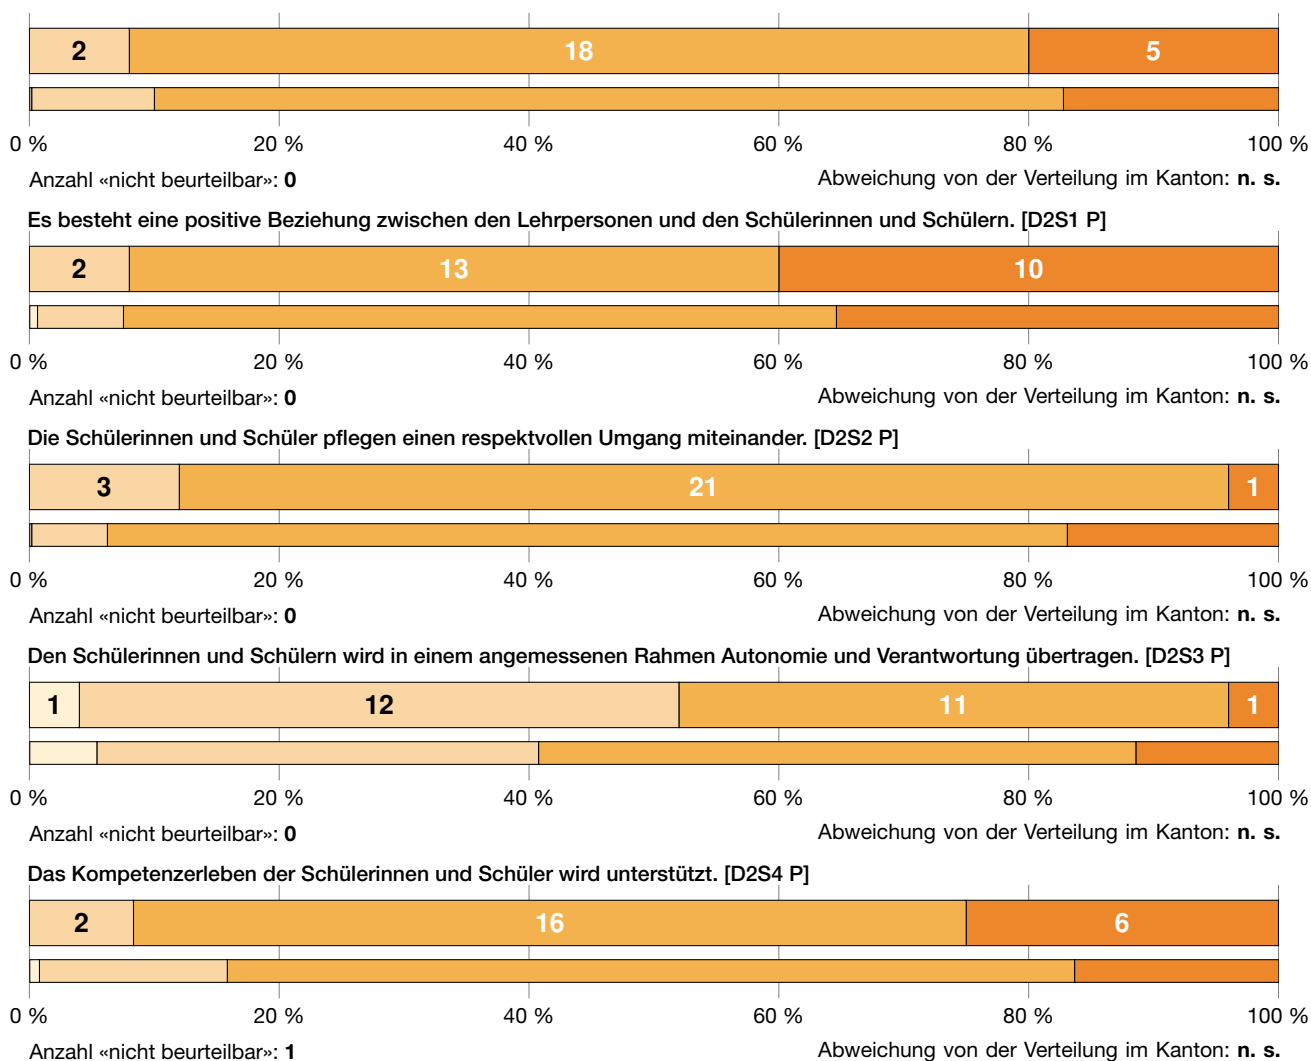 2 18 5
0 % 20 % 40 % 60 % 80 % 100 %
Anzahl «nicht beurteilbar»: 0 Abweichung von der Verteilung im Kanton: n. s.
Es besteht eine positive Beziehung zwischen den Lehrpersonen und den Schülerinnen und Schülern. [D2S1 P]
2 13 10
0 % 20 % 40 % 60 % 80 % 100 %
Anzahl «nicht beurteilbar»: 0 Abweichung von der Verteilung im Kanton: n. s.
Die Schülerinnen und Schüler pflegen einen respektvollen Umgang miteinander. [D2S2 P]
3 21 1
0 % 20 % 40 % 60 % 80 % 100 %
Anzahl «nicht beurteilbar»: 0 Abweichung von der Verteilung im Kanton: n. s.
Den Schülerinnen und Schülern wird in einem angemessenen Rahmen Autonomie und Verantwortung übertragen. [D2S3 P]
1 12 11 1
0 % 20 % 40 % 60 % 80 % 100 %
Anzahl «nicht beurteilbar»: 0 Abweichung von der Verteilung im Kanton: n. s.
Das Kompetenzerleben der Schülerinnen und Schüler wird unterstützt. [D2S4 P]
2 16 6
0 % 20 % 40 % 60 % 80 % 100 %
Anzahl «nicht beurteilbar»: 1 Abweichung von der Verteilung im Kanton: n. s.